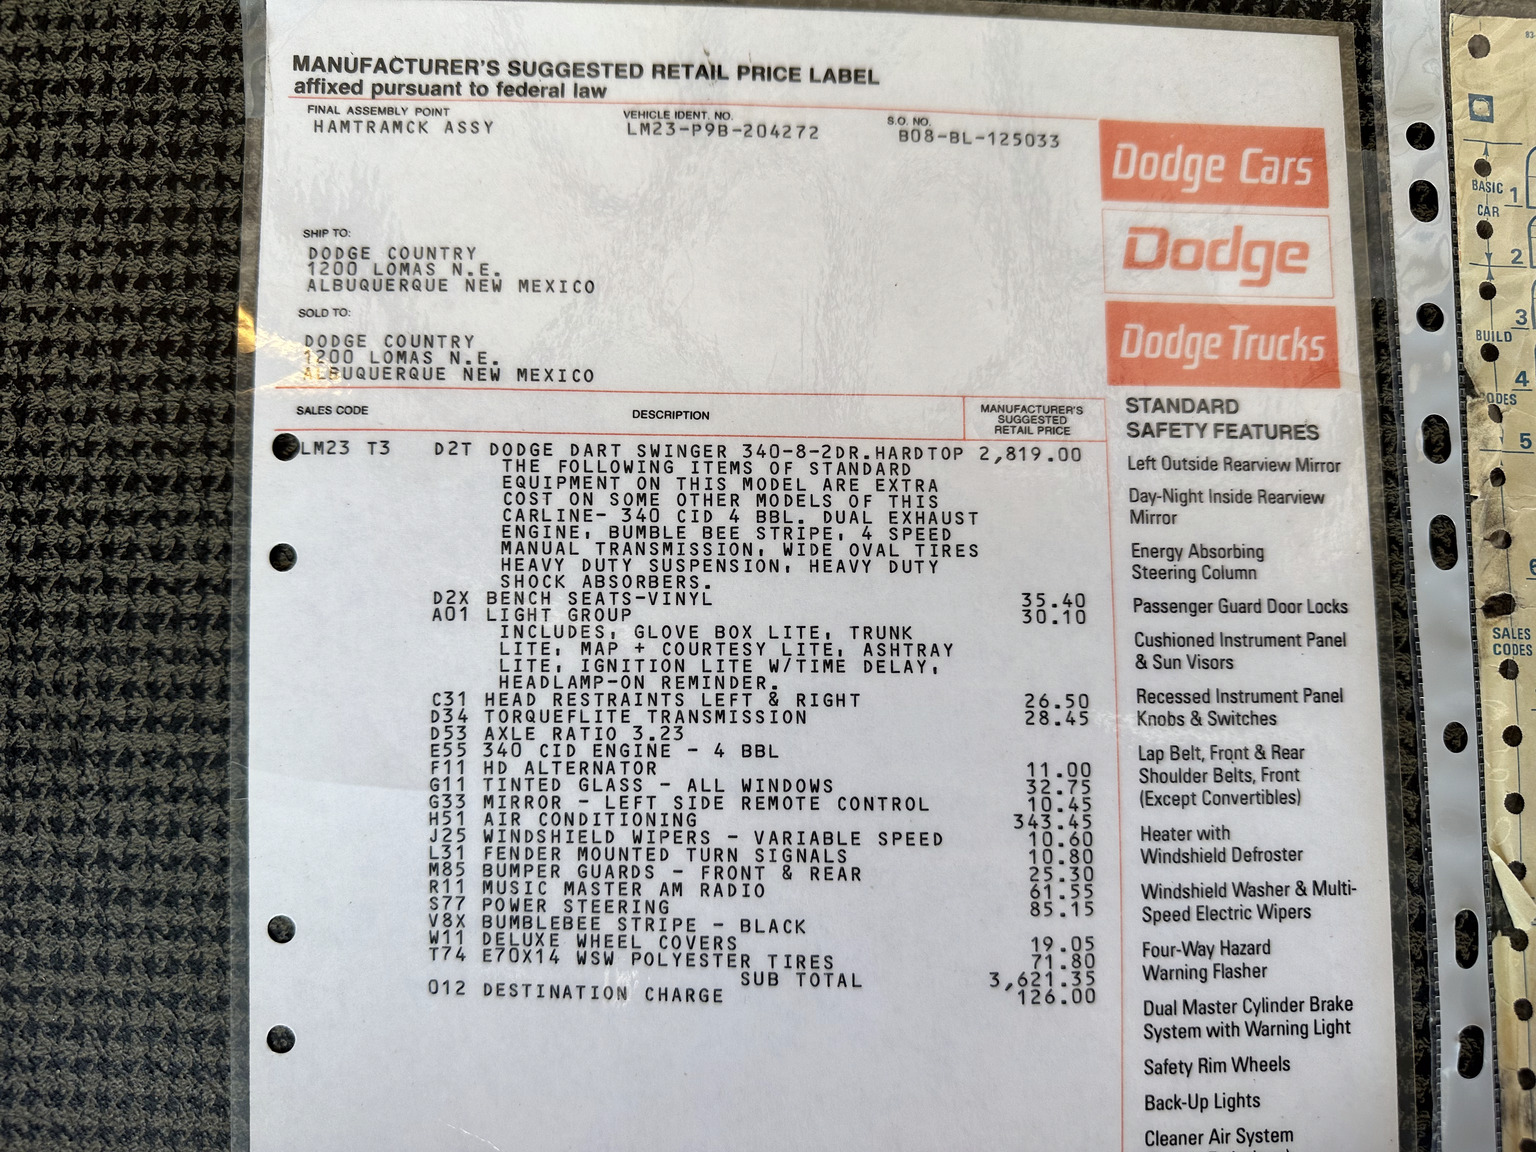 MANUFACTURER'S SUGGESTED RETAIL PRICE LABEL
affixed pursuant to federal law
FINAL ASSEMBLY POINT
HAMTRAMCK ASSY
VEHICLE IDENT. NO.
LM23-P9B-204272
S.O. NO.
B08-BL-125033
Dodge Cars
Dodge
Dodge Trucks
SHIP TO:
DODGE COUNTRY
1200 LOMAS N.E.
ALBUQUERQUE NEW MEXICO
SOLD TO:
DODGE COUNTRY
1200 LOMAS N.E.
ALBUQUERQUE NEW MEXICO
SALES CODE DESCRIPTION MANUFACTURER'S SUGGESTED RETAIL PRICE
LM23 T3 D2T DODGE DART SWINGER 340-8-2DR.HARDTOP 2,819.00
THE FOLLOWING ITEMS OF STANDARD
EQUIPMENT ON THIS MODEL ARE EXTRA
COST ON SOME OTHER MODELS OF THIS
CARLINE- 340 CID 4 BBL. DUAL EXHAUST
ENGINE, BUMBLE BEE STRIPE, 4 SPEED
MANUAL TRANSMISSION, WIDE OVAL TIRES
HEAVY DUTY SUSPENSION, HEAVY DUTY
SHOCK ABSORBERS.
D2X BENCH SEATS-VINYL 35.40
A01 LIGHT GROUP 30.10
INCLUDES, GLOVE BOX LITE, TRUNK
LITE, MAP + COURTESY LITE, ASHTRAY
LITE, IGNITION LITE W/TIME DELAY,
HEADLAMP-ON REMINDER.
C31 HEAD RESTRAINTS LEFT & RIGHT 26.50
D34 TORQUEFLITE TRANSMISSION 28.45
D53 AXLE RATIO 3.23
E55 340 CID ENGINE - 4 BBL
F11 HD ALTERNATOR 11.00
G11 TINTED GLASS - ALL WINDOWS 32.75
G33 MIRROR - LEFT SIDE REMOTE CONTROL 10.45
H51 AIR CONDITIONING 343.45
J25 WINDSHIELD WIPERS - VARIABLE SPEED 10.60
L31 FENDER MOUNTED TURN SIGNALS 10.80
M85 BUMPER GUARDS - FRONT & REAR 25.30
R11 MUSIC MASTER AM RADIO 61.55
S77 POWER STEERING 85.15
V8X BUMBLEBEE STRIPE - BLACK
W11 DELUXE WHEEL COVERS 19.05
T74 E70X14 WSW POLYESTER TIRES 71.80
SUB TOTAL 3,621.35
012 DESTINATION CHARGE 126.00
STANDARD
SAFETY FEATURES
Left Outside Rearview Mirror
Day-Night Inside Rearview
Mirror
Energy Absorbing
Steering Column
Passenger Guard Door Locks
Cushioned Instrument Panel
& Sun Visors
Recessed Instrument Panel
Knobs & Switches
Lap Belt, Front & Rear
Shoulder Belts, Front
(Except Convertibles)
Heater with
Windshield Defroster
Windshield Washer & Multi-
Speed Electric Wipers
Four-Way Hazard
Warning Flasher
Dual Master Cylinder Brake
System with Warning Light
Safety Rim Wheels
Back-Up Lights
Cleaner Air System
BASIC
CAR
1
2
3
BUILD
4
5
6
SALES
CODES